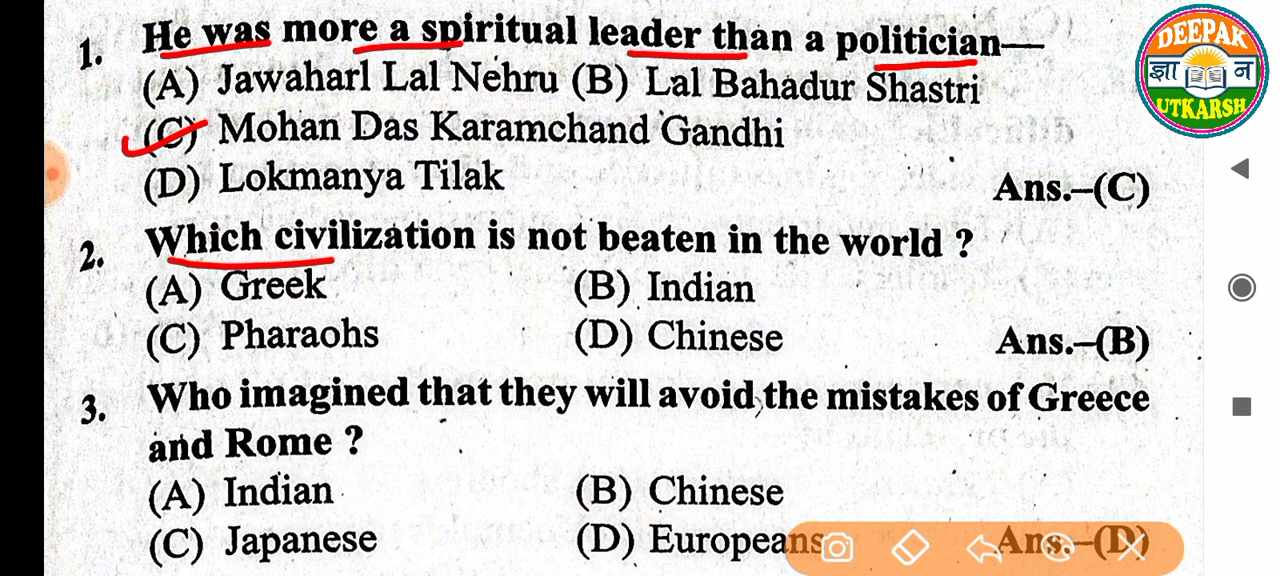 1. He was more a spiritual leader than a politician—
(A) Jawaharl Lal Nehru (B) Lal Bahadur Shastri
(C) Mohan Das Karamchand Gandhi
(D) Lokmanya Tilak Ans.–(C)
2. Which civilization is not beaten in the world ?
(A) Greek (B) Indian
(C) Pharaohs (D) Chinese Ans.–(B)
3. Who imagined that they will avoid the mistakes of Greece
and Rome ?
(A) Indian (B) Chinese
(C) Japanese (D) Europeans Ans.–(D)
DEEPAK
ज्ञा न
UTKARSH